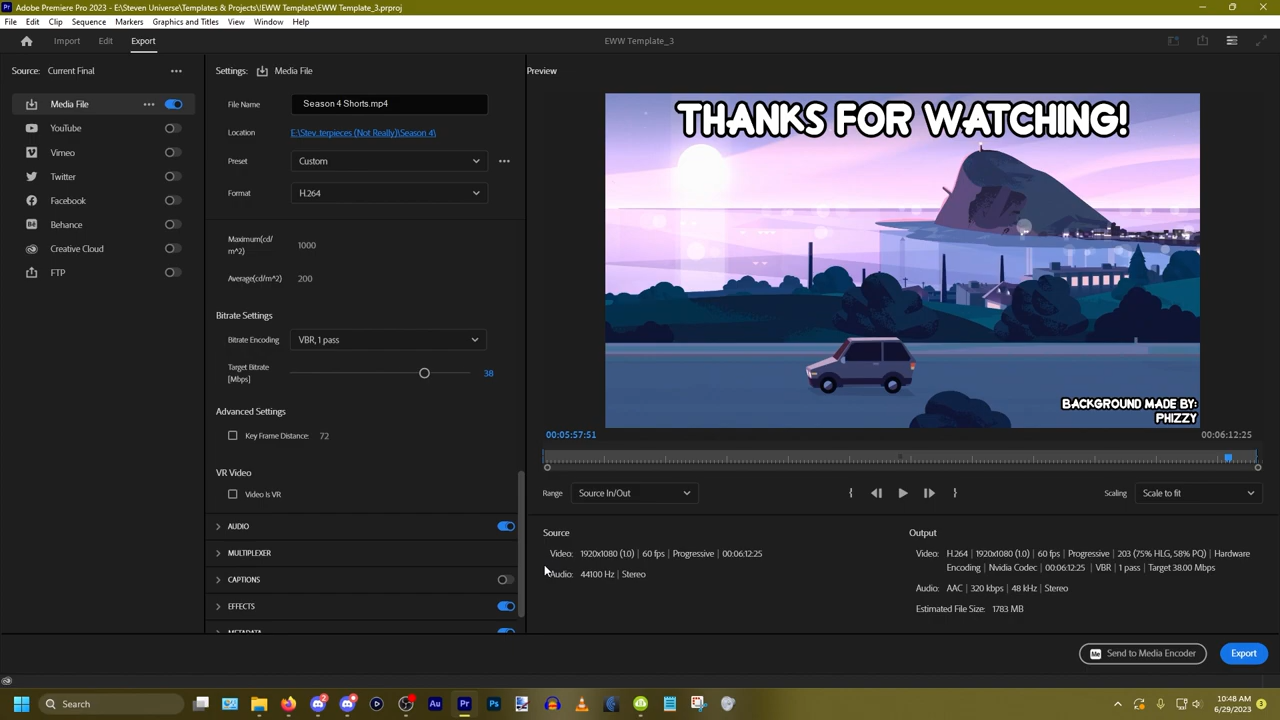 Adobe Premiere Pro 2023 - E:\Steven Universe\Templates & Projects\!EWW Template\EWW Template_3.prproj
File Edit Clip Sequence Markers Graphics and Titles View Window Help
Import Edit Export EWW Template_3
Source: Current Final
Media File
YouTube
Vimeo
Twitter
Facebook
Behance
Creative Cloud
FTP
Settings: Media File
File Name Season 4 Shorts.mp4
Location E:\Stev..terpieces (Not Really)\Season 4\
Preset Custom
Format H.264
Maximum(cd/
m^2) 1000
Average(cd/m^2) 200
Bitrate Settings
Bitrate Encoding VBR, 1 pass
Target Bitrate
[Mbps] 38
Advanced Settings
Key Frame Distance: 72
VR Video
Video Is VR
AUDIO
MULTIPLEXER
CAPTIONS
EFFECTS
METADATA
Preview
THANKS FOR WATCHING!
BACKGROUND MADE BY:
PHIZZY
00:05:57:51 00:06:12:25
Range Source In/Out Scaling Scale to fit
Source
Video: 1920x1080 (1.0) | 60 fps | Progressive | 00:06:12:25
Audio: 44100 Hz | Stereo
Output
Video: H.264 | 1920x1080 (1.0) | 60 fps | Progressive | 203 (75% HLG, 58% PQ) | Hardware
Encoding | Nvidia Codec | 00:06:12:25 | VBR | 1 pass | Target 38.00 Mbps
Audio: AAC | 320 kbps | 48 kHz | Stereo
Estimated File Size: 1783 MB
Me Send to Media Encoder Export
Search
2
Au Pr Ps
10:48 AM
6/29/2023